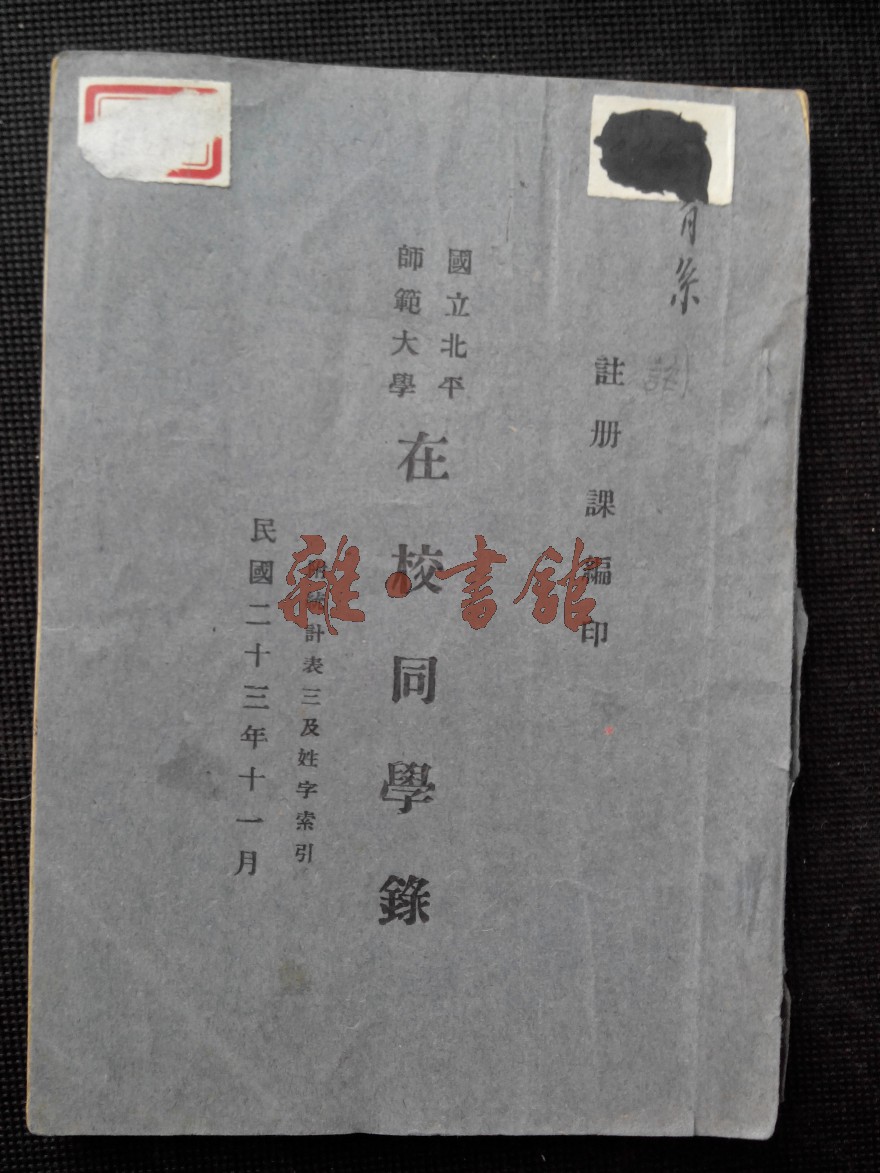 註册課編印
國立北平
師範大學
在校同學錄
附統計表三及姓字索引
民國二十三年十一月
雜·書館